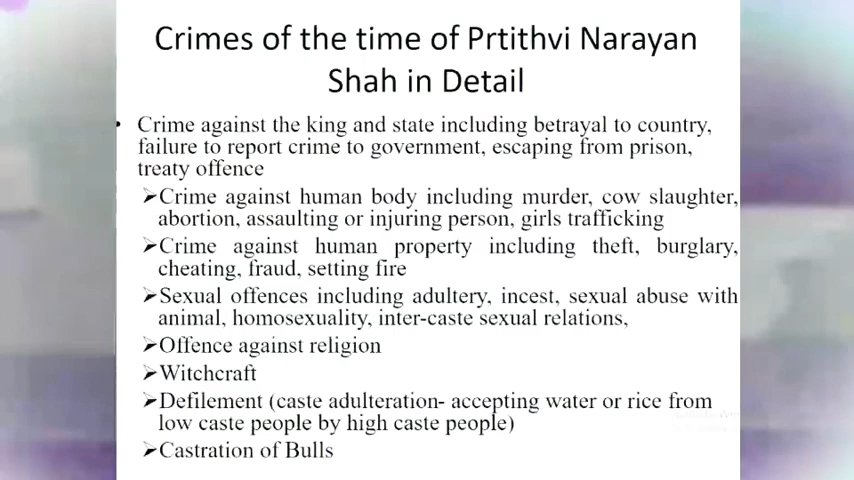 Crimes of the time of Prtithvi Narayan
Shah in Detail
• Crime against the king and state including betrayal to country,
failure to report crime to government, escaping from prison,
treaty offence
➢Crime against human body including murder, cow slaughter,
abortion, assaulting or injuring person, girls trafficking
➢Crime against human property including theft, burglary,
cheating, fraud, setting fire
➢Sexual offences including adultery, incest, sexual abuse with
animal, homosexuality, inter-caste sexual relations,
➢Offence against religion
➢Witchcraft
➢Defilement (caste adulteration- accepting water or rice from
low caste people by high caste people)
➢Castration of Bulls